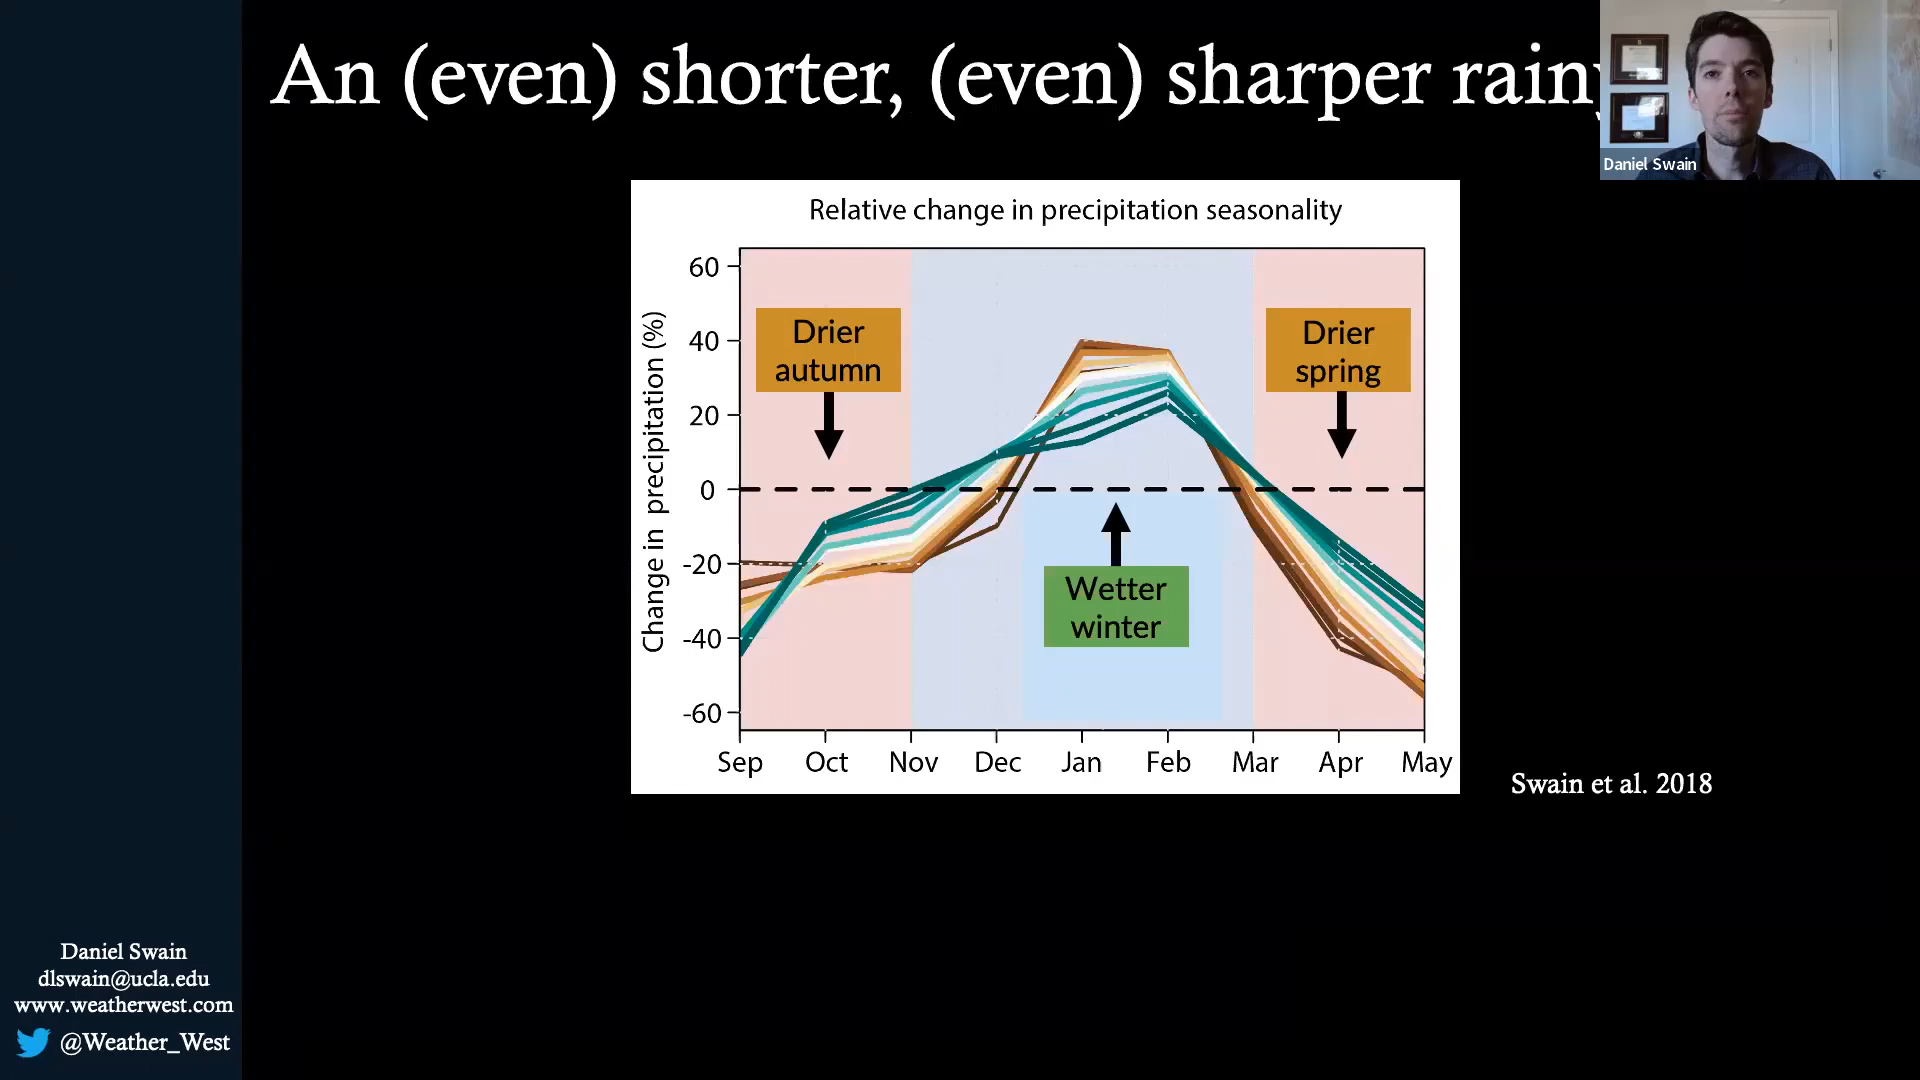 An (even) shorter, (even) sharper rainy
Daniel Swain
Relative change in precipitation seasonality
Change in precipitation (%)
60
40
20
0
-20
-40
-60
Drier
autumn
Drier
spring
Wetter
winter
Sep Oct Nov Dec Jan Feb Mar Apr May
Swain et al. 2018
Daniel Swain
dlswain@ucla.edu
www.weatherwest.com
@Weather_West